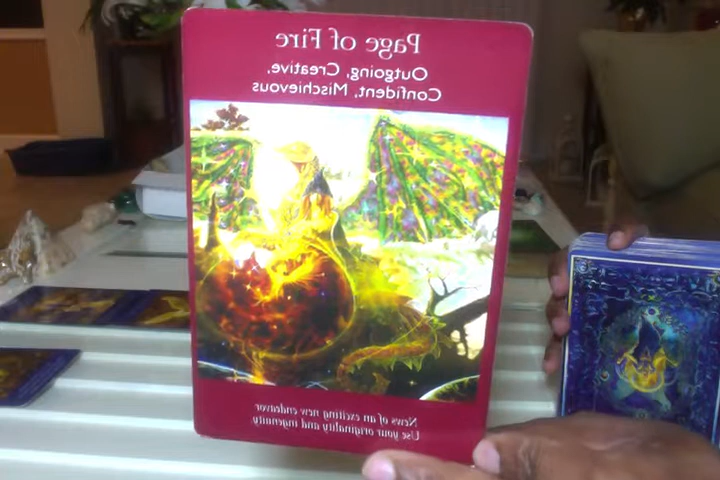 Page of Fire
Outgoing, Creative,
Confident, Mischievous
News of an exciting new endeavor
Use your originality and ingenuity.